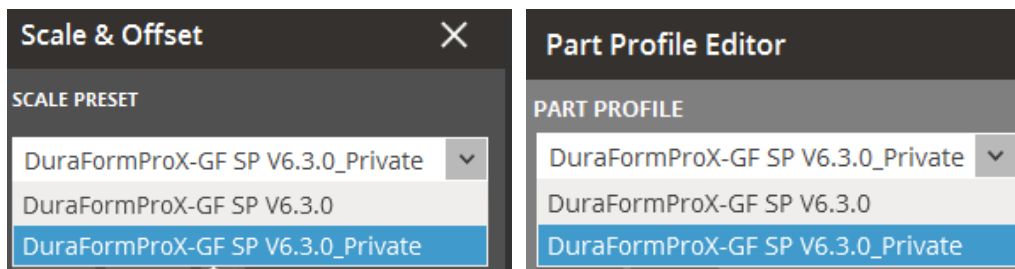 Scale & Offset
SCALE PRESET
DuraFormProX-GF SP V6.3.0_Private
DuraFormProX-GF SP V6.3.0
DuraFormProX-GF SP V6.3.0_Private
Part Profile Editor
PART PROFILE
DuraFormProX-GF SP V6.3.0_Private
DuraFormProX-GF SP V6.3.0
DuraFormProX-GF SP V6.3.0_Private